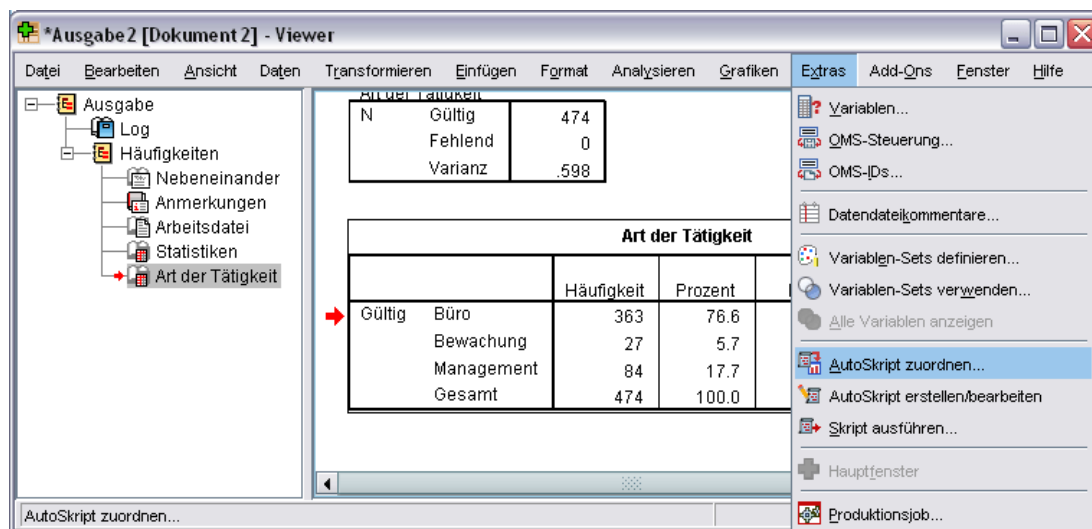 *Ausgabe2 [Dokument2] - Viewer
Datei Bearbeiten Ansicht Daten Transformieren Einfügen Format Analysieren Grafiken Extras Add-Ons Fenster Hilfe
Ausgabe
Log
Häufigkeiten
Nebeneinander
Anmerkungen
Arbeitsdatei
Statistiken
Art der Tätigkeit
Art der Tätigkeit
N Gültig 474
Fehlend 0
Varianz .598
Art der Tätigkeit
Häufigkeit Prozent
Gültig Büro 363 76.6
Bewachung 27 5.7
Management 84 17.7
Gesamt 474 100.0
Variablen...
OMS-Steuerung...
OMS-IDs...
Datendateikommentare...
Variablen-Sets definieren...
Variablen-Sets verwenden...
Alle Variablen anzeigen
AutoSkript zuordnen...
AutoSkript erstellen/bearbeiten
Skript ausführen...
Hauptfenster
Produktionsjob...
AutoSkript zuordnen...